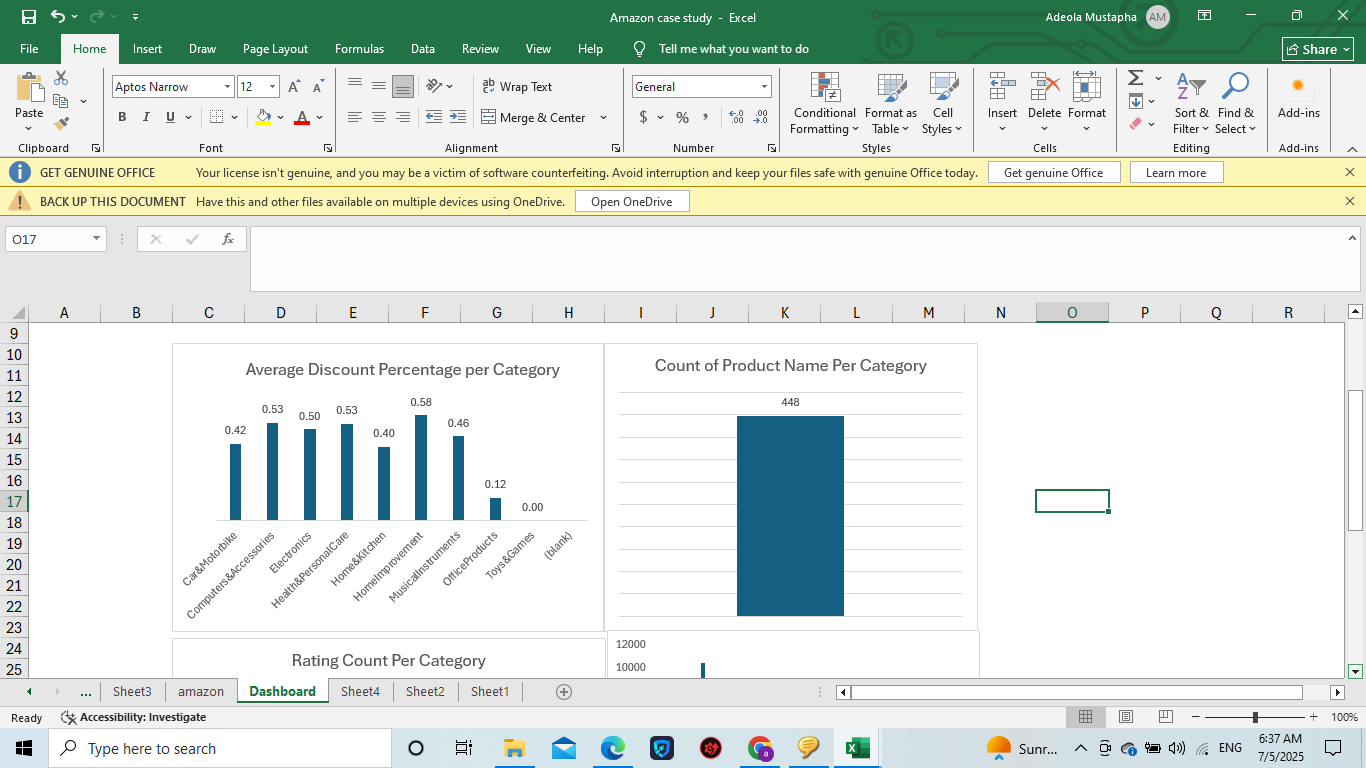 Amazon case study - Excel
Adeola Mustapha AM
File Home Insert Draw Page Layout Formulas Data Review View Help Tell me what you want to do Share
Aptos Narrow 12 A A
Wrap Text
General
Paste
B I U A
Merge & Center
$ % ,
Conditional Formatting
Format as Table
Cell Styles
Insert Delete Format
Sort & Filter
Find & Select
Add-ins
Clipboard Font Alignment Number Styles Cells Editing Add-ins
GET GENUINE OFFICE Your license isn't genuine, and you may be a victim of software counterfeiting. Avoid interruption and keep your files safe with genuine Office today. Get genuine Office Learn more
BACK UP THIS DOCUMENT Have this and other files available on multiple devices using OneDrive. Open OneDrive
O17 fx
A B C D E F G H I J K L M N O P Q R
9
10
11
12
13
14
15
16
17
18
19
20
21
22
23
24
25
Average Discount Percentage per Category
0.42 0.53 0.50 0.53 0.40 0.58 0.46 0.12 0.00
Car&Motorbike
Computers&Accessories
Electronics
Health&PersonalCare
Home&Kitchen
HomeImprovement
MusicalInstruments
OfficeProducts
Toys&Games
(blank)
Count of Product Name Per Category
448
Rating Count Per Category
12000
10000
... Sheet3 amazon Dashboard Sheet4 Sheet2 Sheet1
Ready Accessibility: Investigate 100%
Type here to search
Sunr... ENG
6:37 AM
7/5/2025